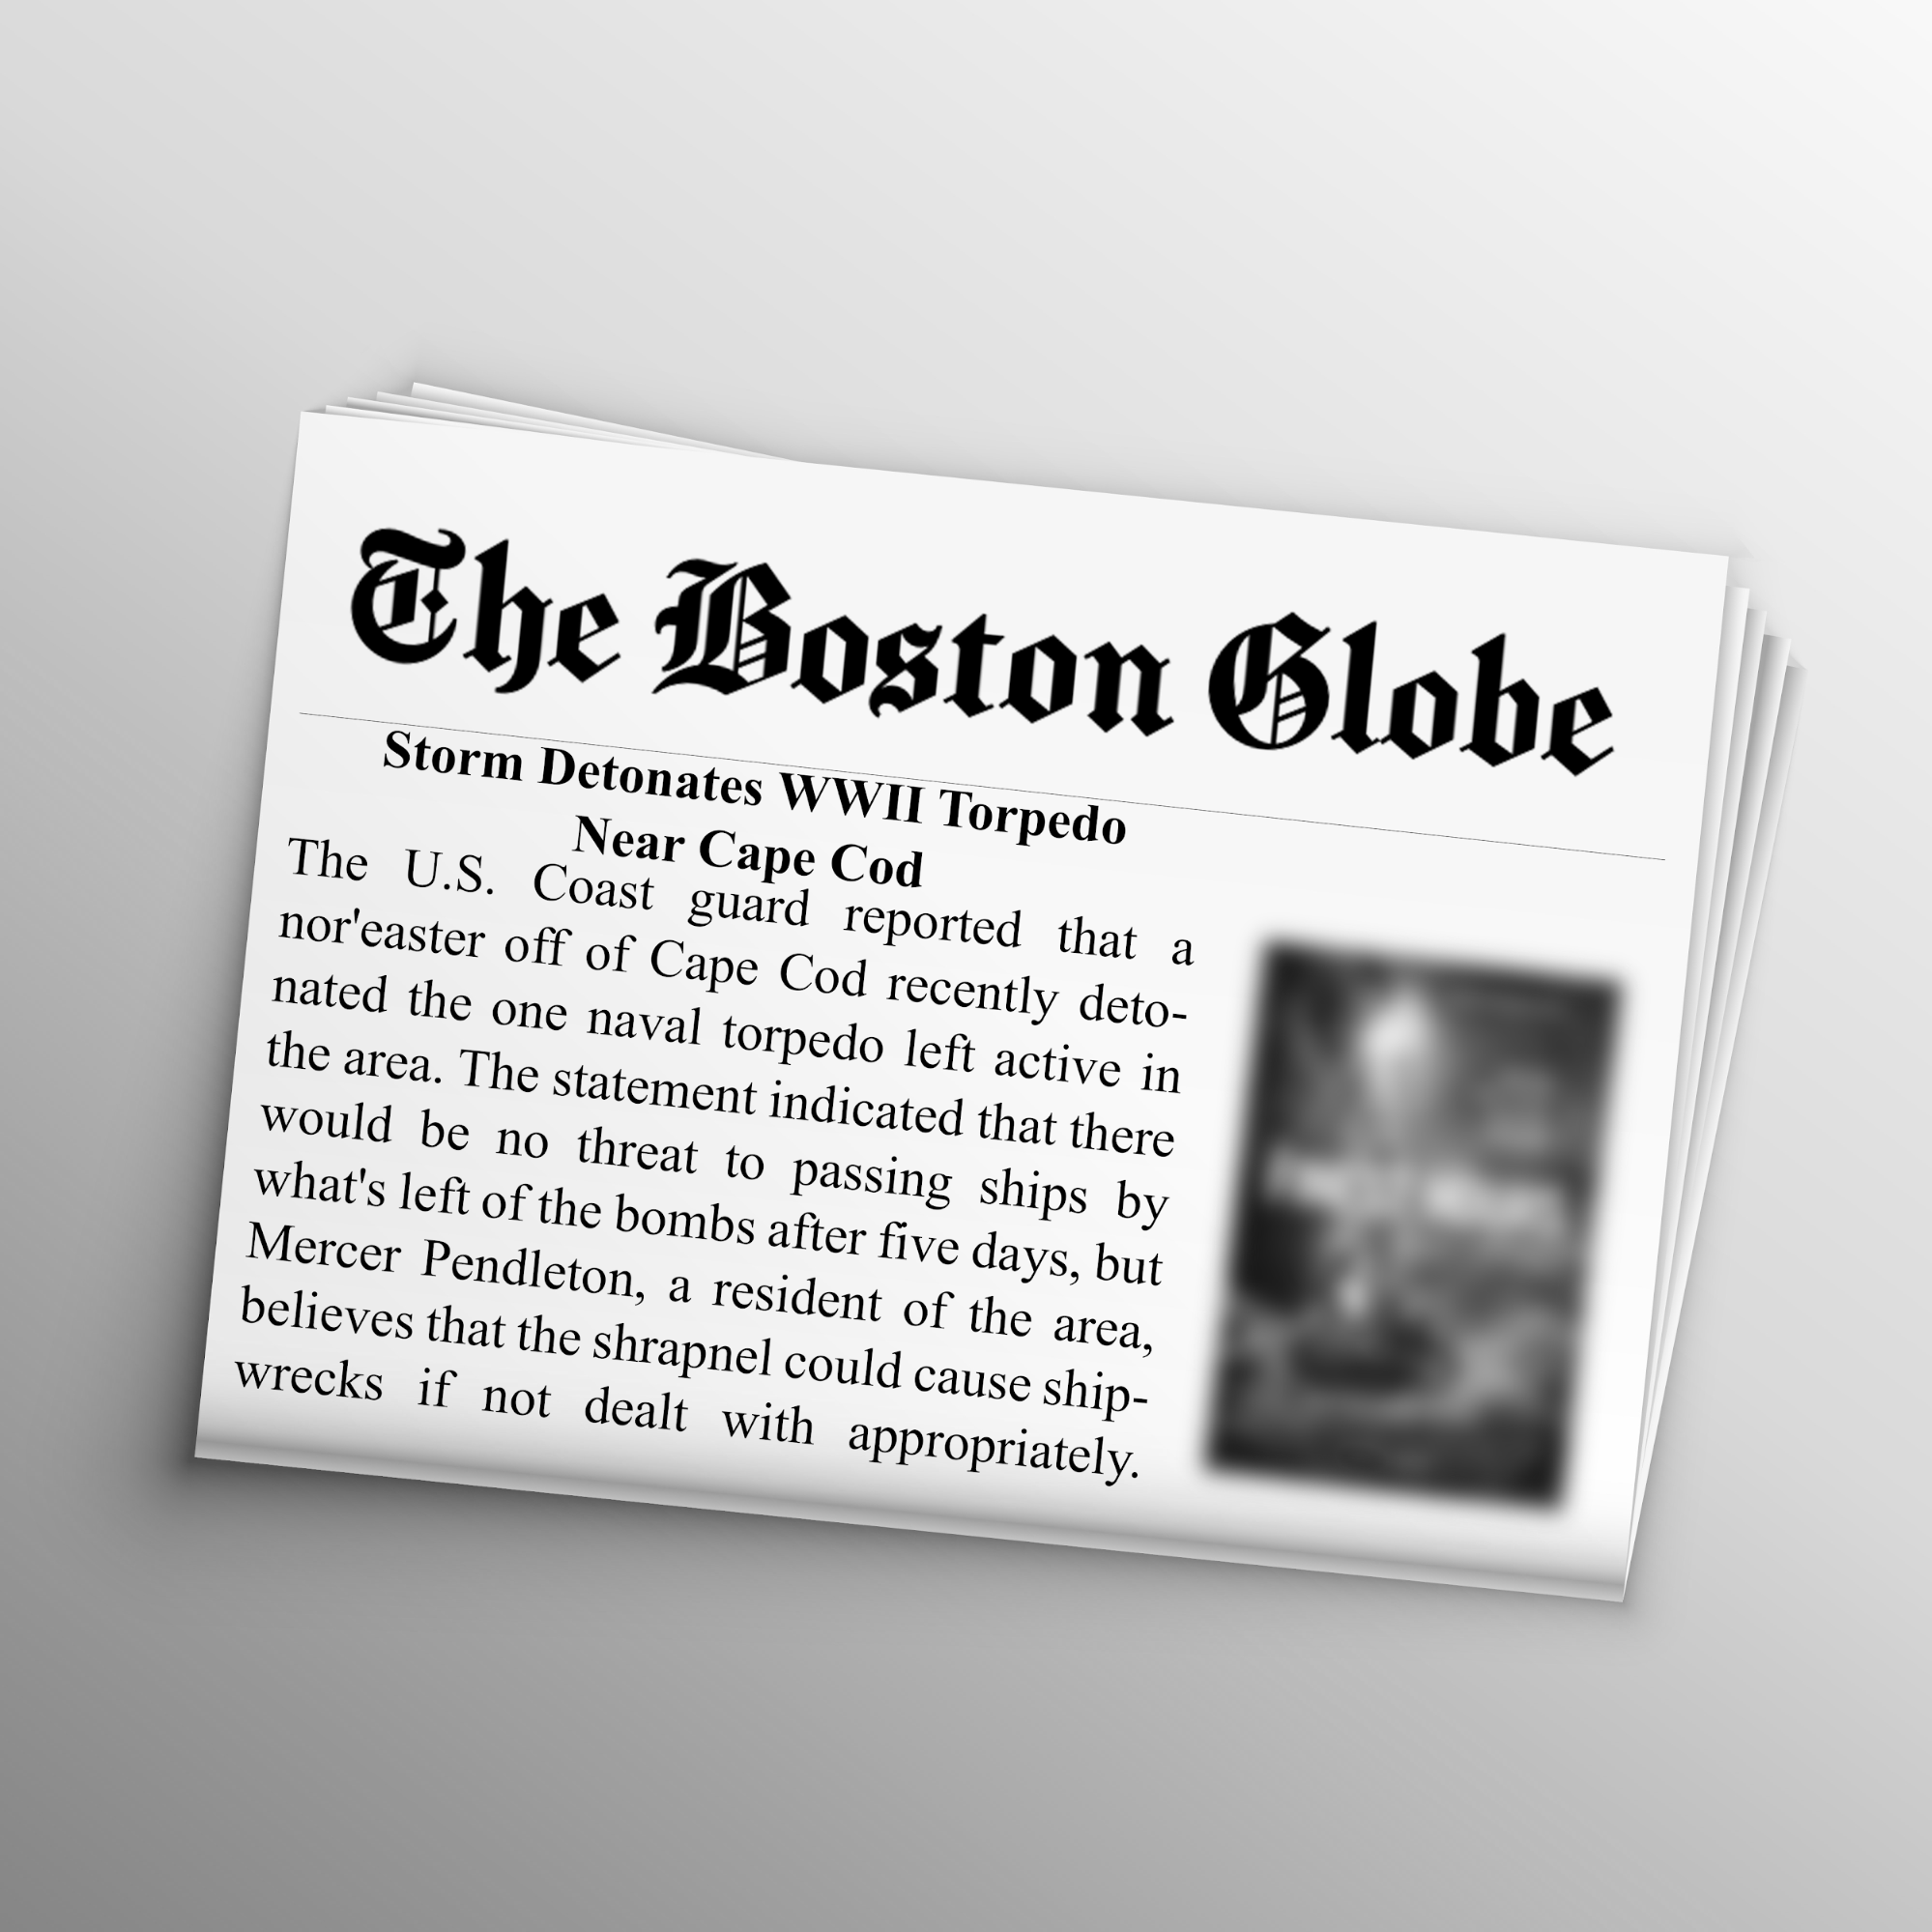 The Boston Globe
Storm Detonates WWII Torpedo
Near Cape Cod
The U.S. Coast guard reported that a
nor'easter off of Cape Cod recently deto-
nated the one naval torpedo left active in
the area. The statement indicated that there
would be no threat to passing ships by
what's left of the bombs after five days, but
Mercer Pendleton, a resident of the area,
believes that the shrapnel could cause ship-
wrecks if not dealt with appropriately.